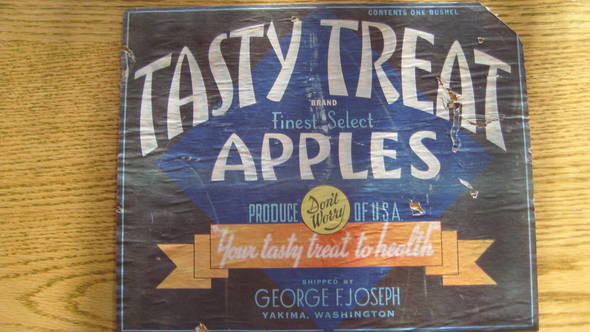 CONTENTS ONE BUSHEL
TASTY TREAT
BRAND
Finest Select
APPLES
PRODUCE Don't Worry OF U.S.A.
Your tasty treat to health
SHIPPED BY
GEORGE F. JOSEPH
YAKIMA, WASHINGTON